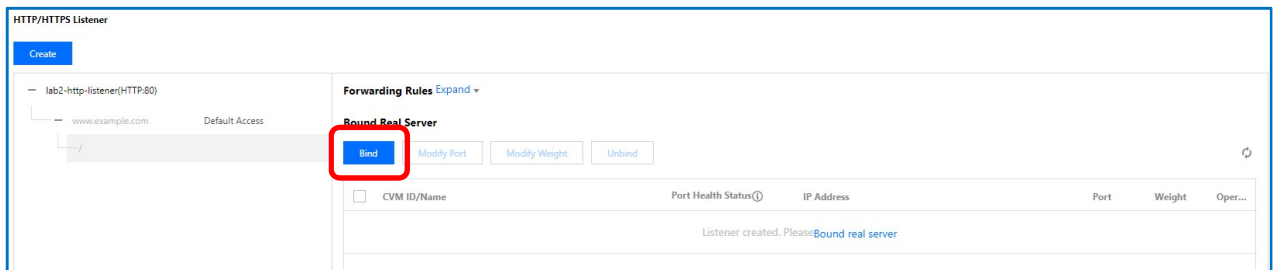 HTTP/HTTPS Listener
Create
lab2-http-listener(HTTP:80)
www.example.com Default Access
/
Forwarding Rules Expand
Bound Real Server
Bind Modify Port Modify Weight Unbind
CVM ID/Name Port Health Status IP Address Port Weight Oper...
Listener created. PleaseBound real server